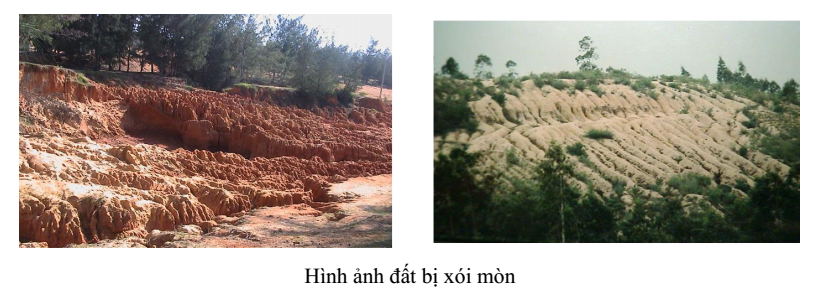 Hình ảnh đất bị xói mòn